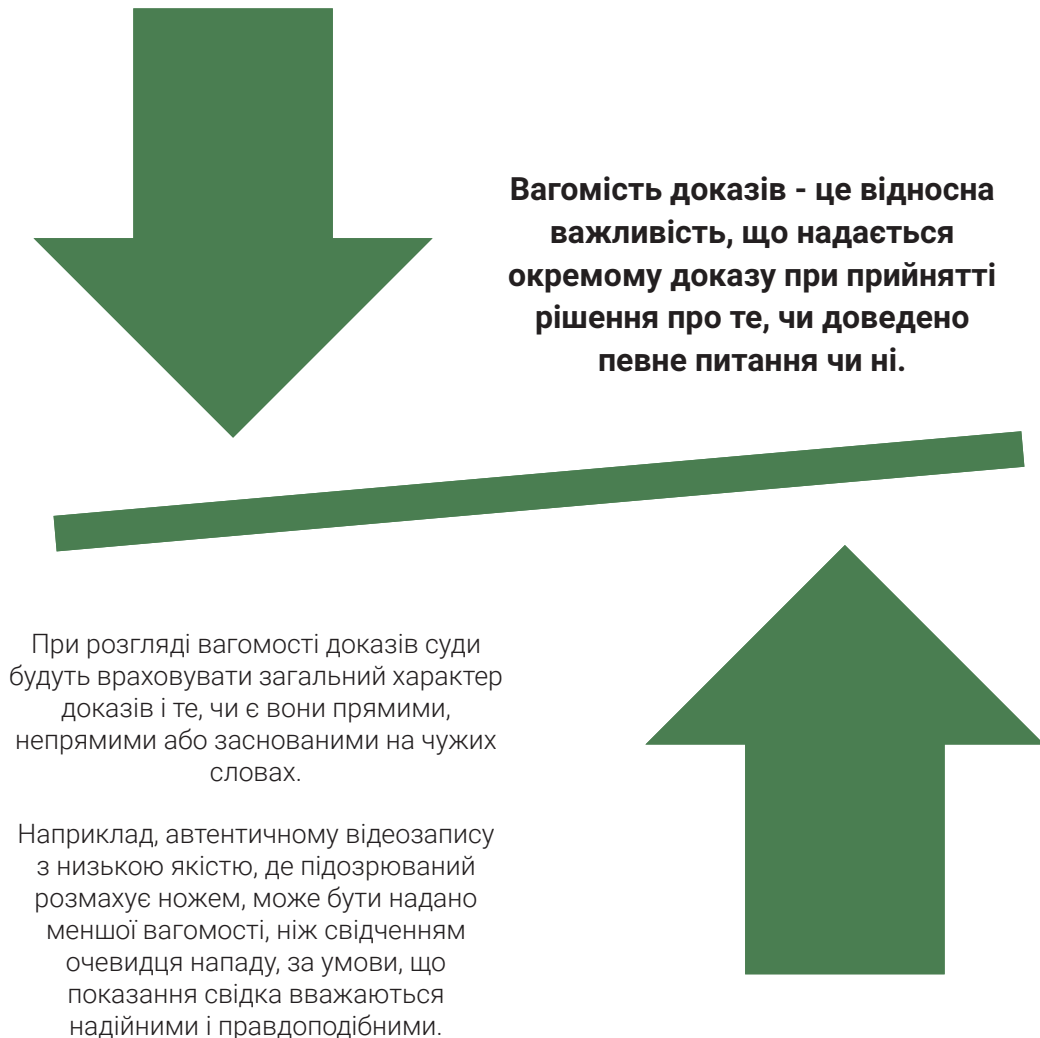 Вагомість доказів - це відносна
важливість, що надається
окремому доказу при прийнятті
рішення про те, чи доведено
певне питання чи ні.
При розгляді вагомості доказів суди
будуть враховувати загальний характер
доказів і те, чи є вони прямими,
непрямими або заснованими на чужих
словах.
Наприклад, автентичному відеозапису
з низькою якістю, де підозрюваний
розмахує ножем, може бути надано
меншої вагомості, ніж свідченням
очевидця нападу, за умови, що
показання свідка вважаються
надійними і правдоподібними.